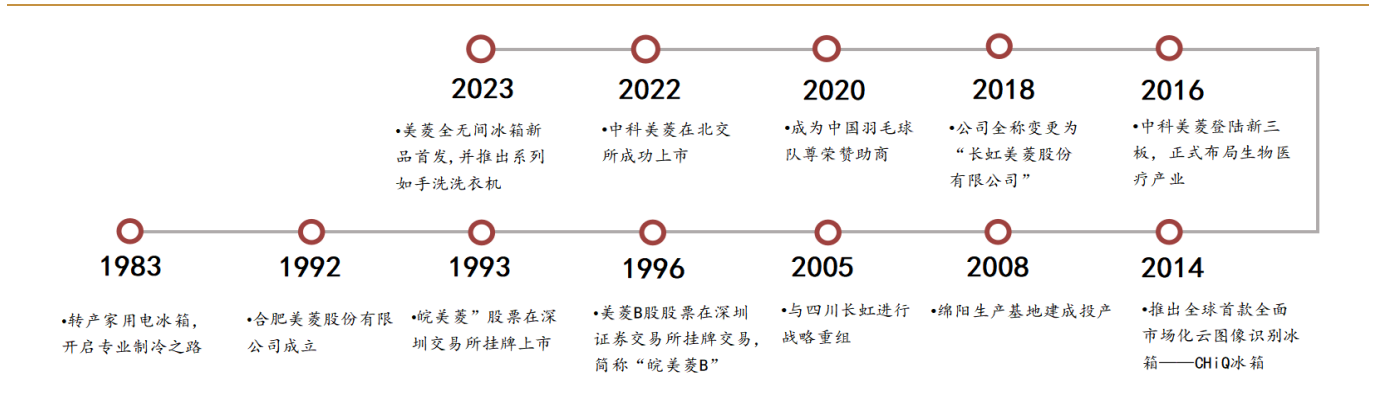 2023
•美菱全无间冰箱新
品首发,并推出系列
如手洗洗衣机
2022
•中科美菱在北交
所成功上市
2020
•成为中国羽毛球
队尊荣赞助商
2018
•公司全称变更为
“长虹美菱股份
有限公司”
2016
•中科美菱登陆新三
板，正式布局生物医
疗产业
1983
•转产家用电冰箱，
开启专业制冷之路
1992
•合肥美菱股份有限
公司成立
1993
•皖美菱”股票在深
圳交易所挂牌上市
1996
•美菱B股股票在深圳
证券交易所挂牌交易，
简称“皖美菱B”
2005
•与四川长虹进行
战略重组
2008
•绵阳生产基地建成投产
2014
•推出全球首款全面
市场化云图像识别冰
箱——CHiQ冰箱